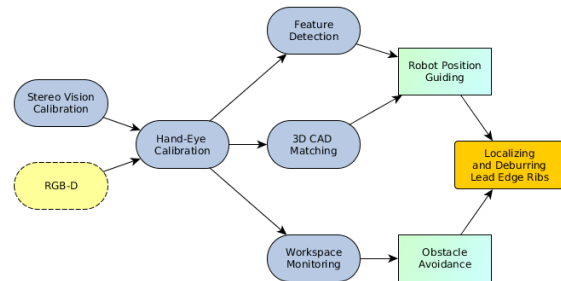 Feature
Detection
Robot Position
Guiding
Stereo Vision
Calibration
Hand-Eye
Calibration
3D CAD
Matching
Localizing
and Deburring
Lead Edge Ribs
RGB-D
Workspace
Monitoring
Obstacle
Avoidance